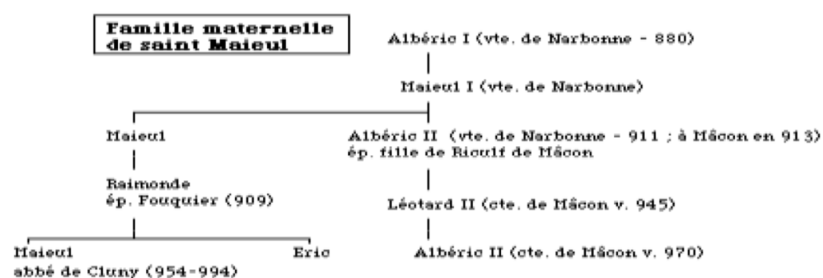 Famille maternelle
de saint Maieul
Albéric I (vte. de Narbonne - 880)
Maieul I (vte. de Narbonne)
Maieul
Albéric II (vte. de Narbonne - 911 ; à Mâcon en 913)
ép. fille de Riculf de Mâcon
Raimonde
ép. Fouquier (909)
Léotard II (cte. de Mâcon v. 945)
Maieul
abbé de Cluny (954-994)
Eric
Albéric II (cte. de Mâcon v. 970)